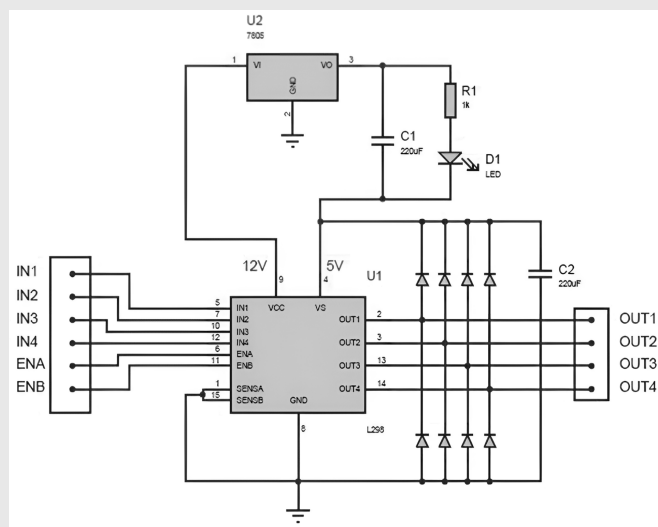 U2
7805
1 VI VO 3
GND
2
R1
1k
C1
220uF
D1
LED
12V 5V
9 4 U1
C2
220uF
IN1
IN2
IN3
IN4
ENA
ENB
5 IN1 VCC VS OUT1 2
7 IN2
10 IN3 OUT2 3
12 IN4
6 ENA OUT3 13
11 ENB
1 SENSA OUT4 14
15 SENSB GND
8 L298
OUT1
OUT2
OUT3
OUT4